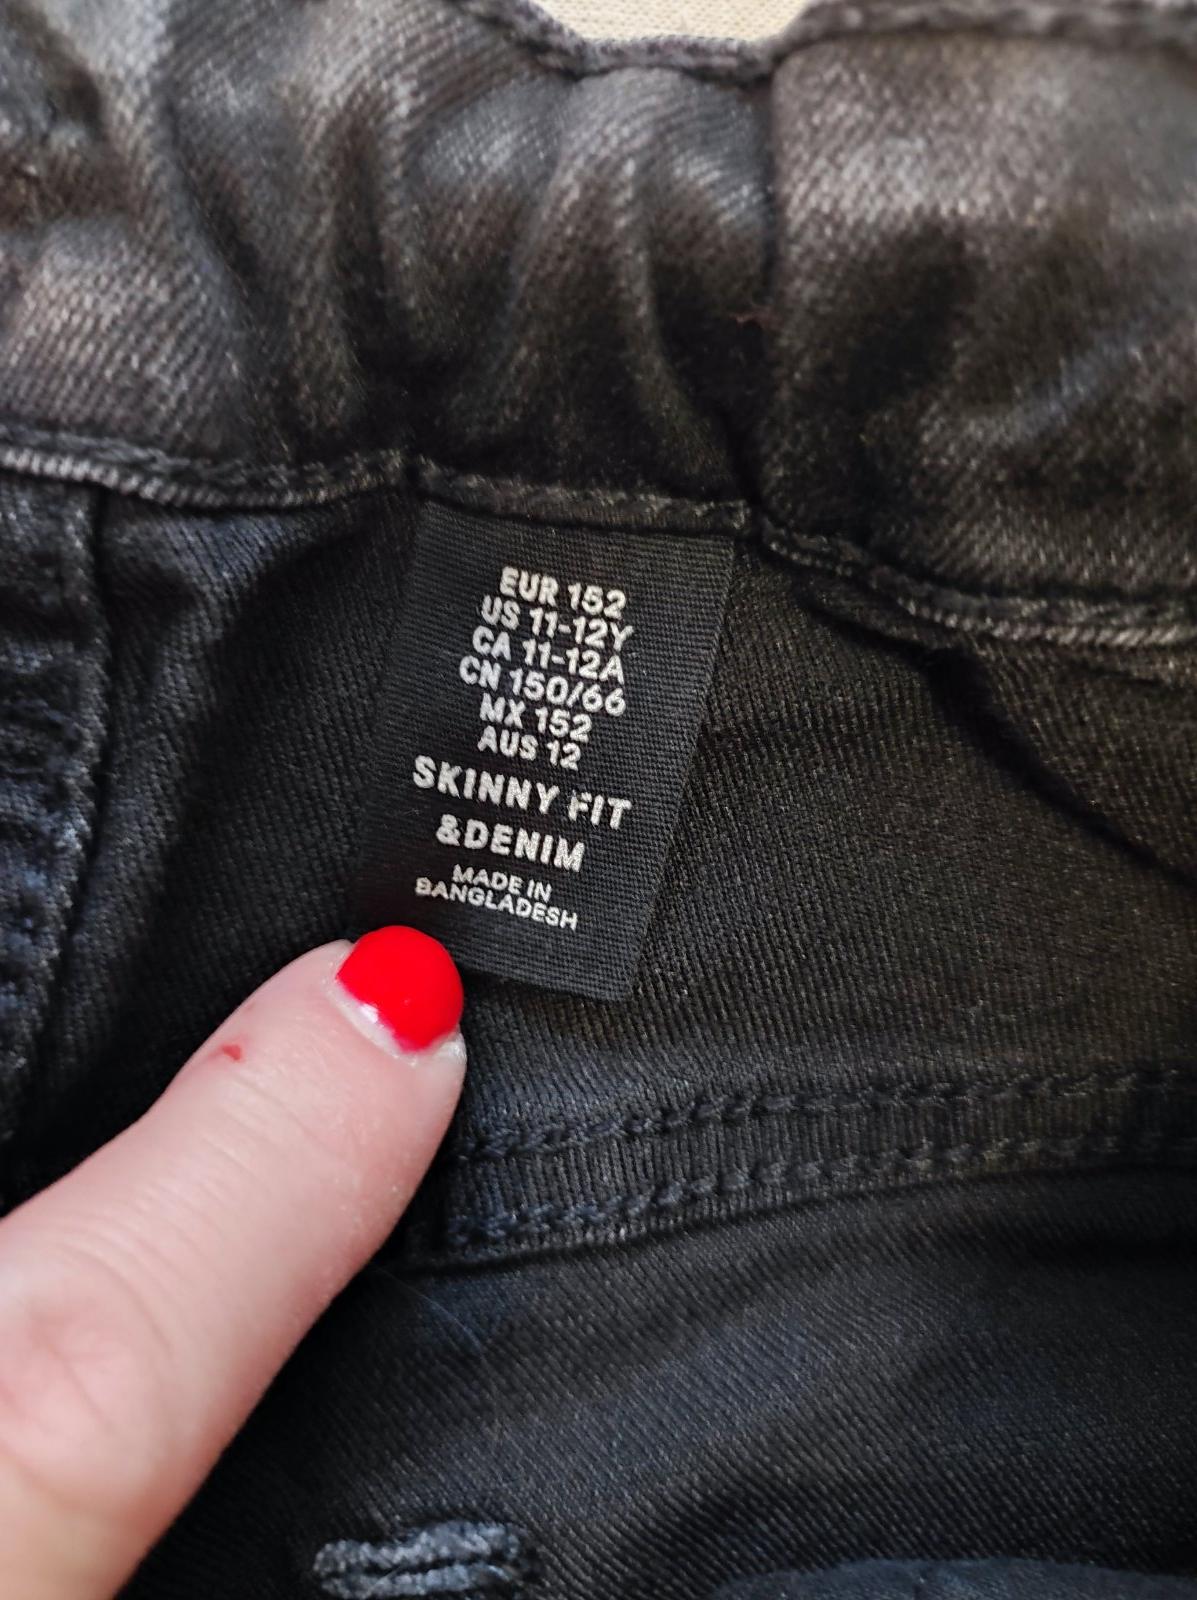 EUR 152
US 11-12Y
CA 11-12A
CN 150/66
MX 152
AUS 12
SKINNY FIT
&DENIM
MADE IN
BANGLADESH